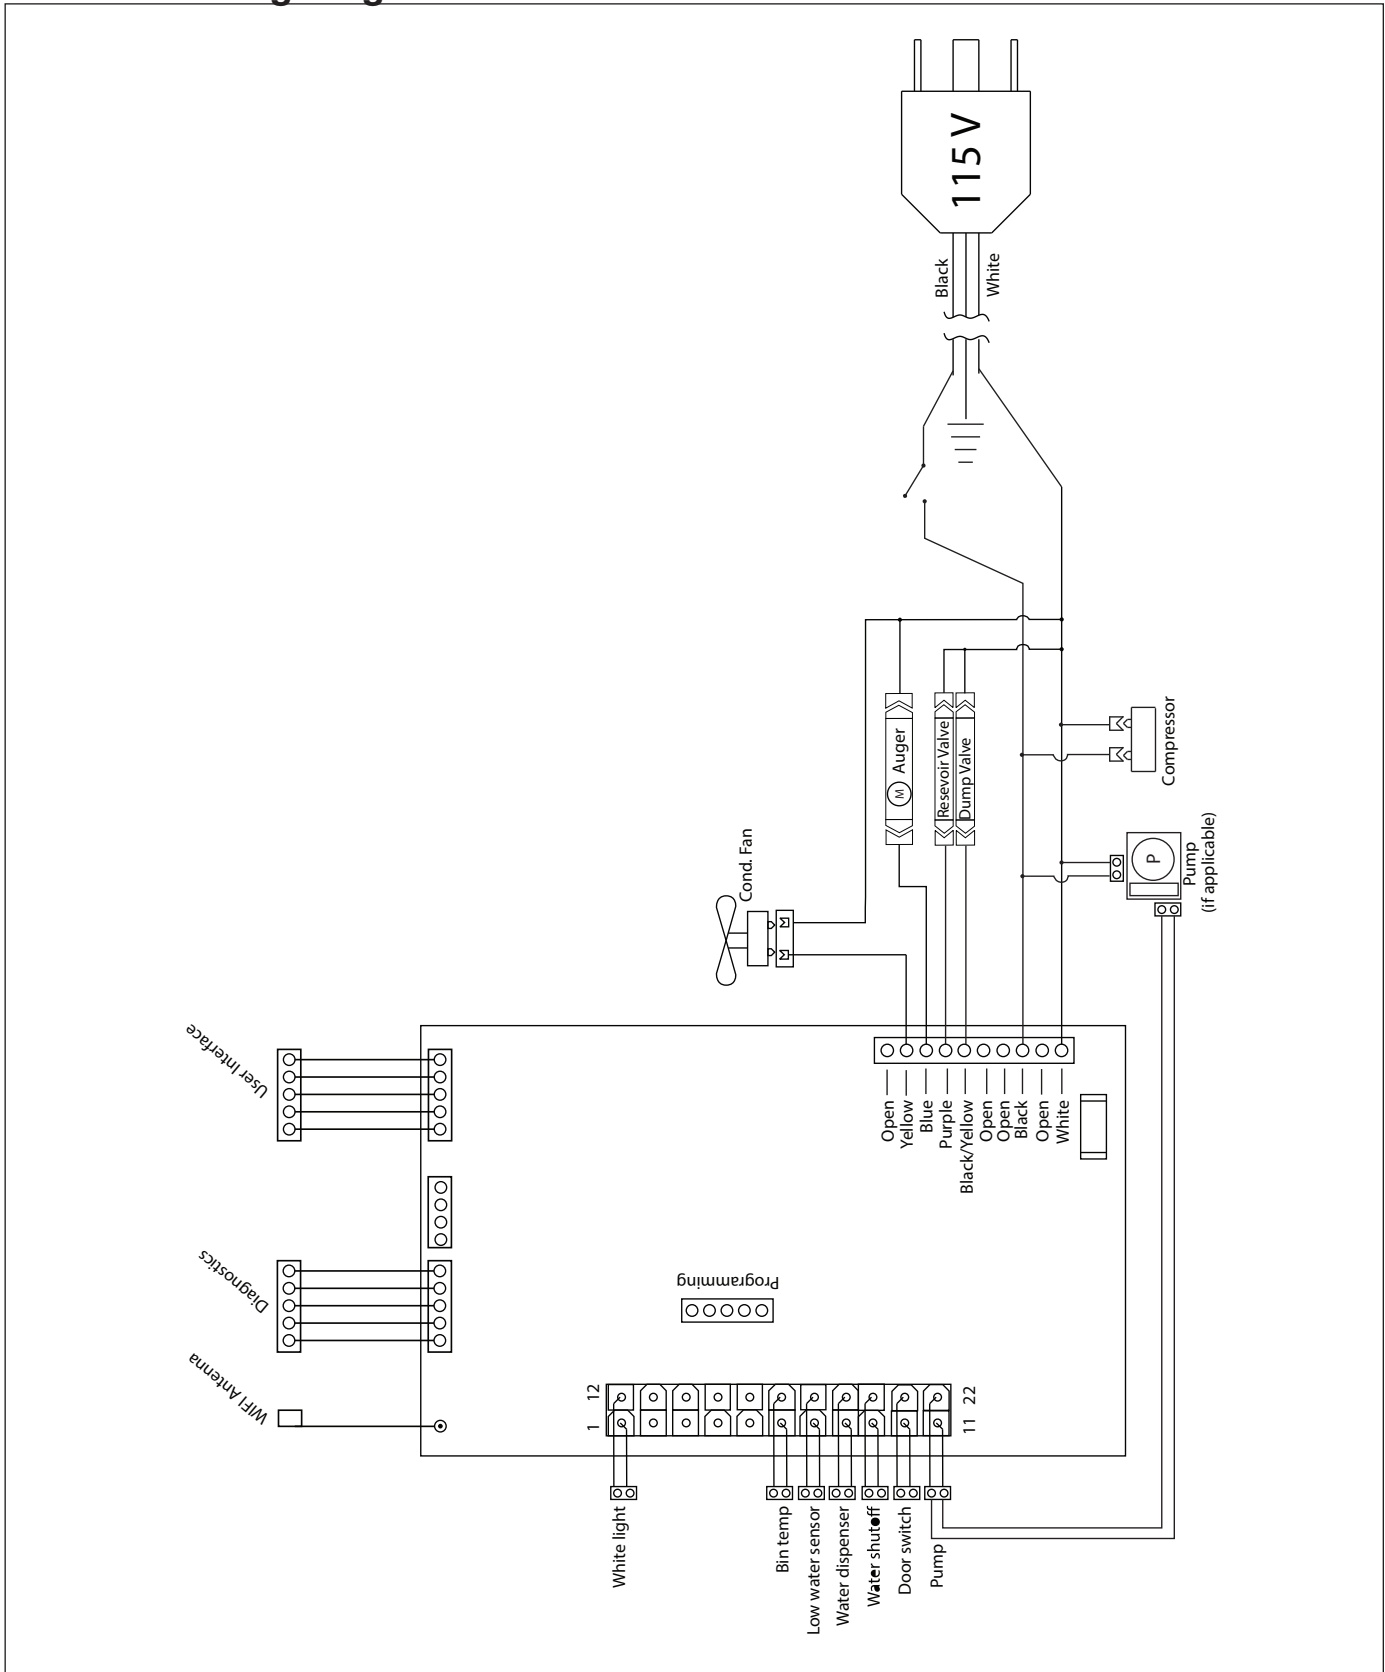 115 V
Black
White
Auger
M
Resevoir Valve
Dump Valve
Compressor
Cond. Fan
P
Pump
(if applicable)
User Interface
Open
Yellow
Blue
Purple
Black/Yellow
Open
Open
Black
Open
White
Diagnostics
Programming
WIFI Antenna
12
22
1
11
White light
Bin temp
Low water sensor
Water dispenser
Water shutoff
Door switch
Pump